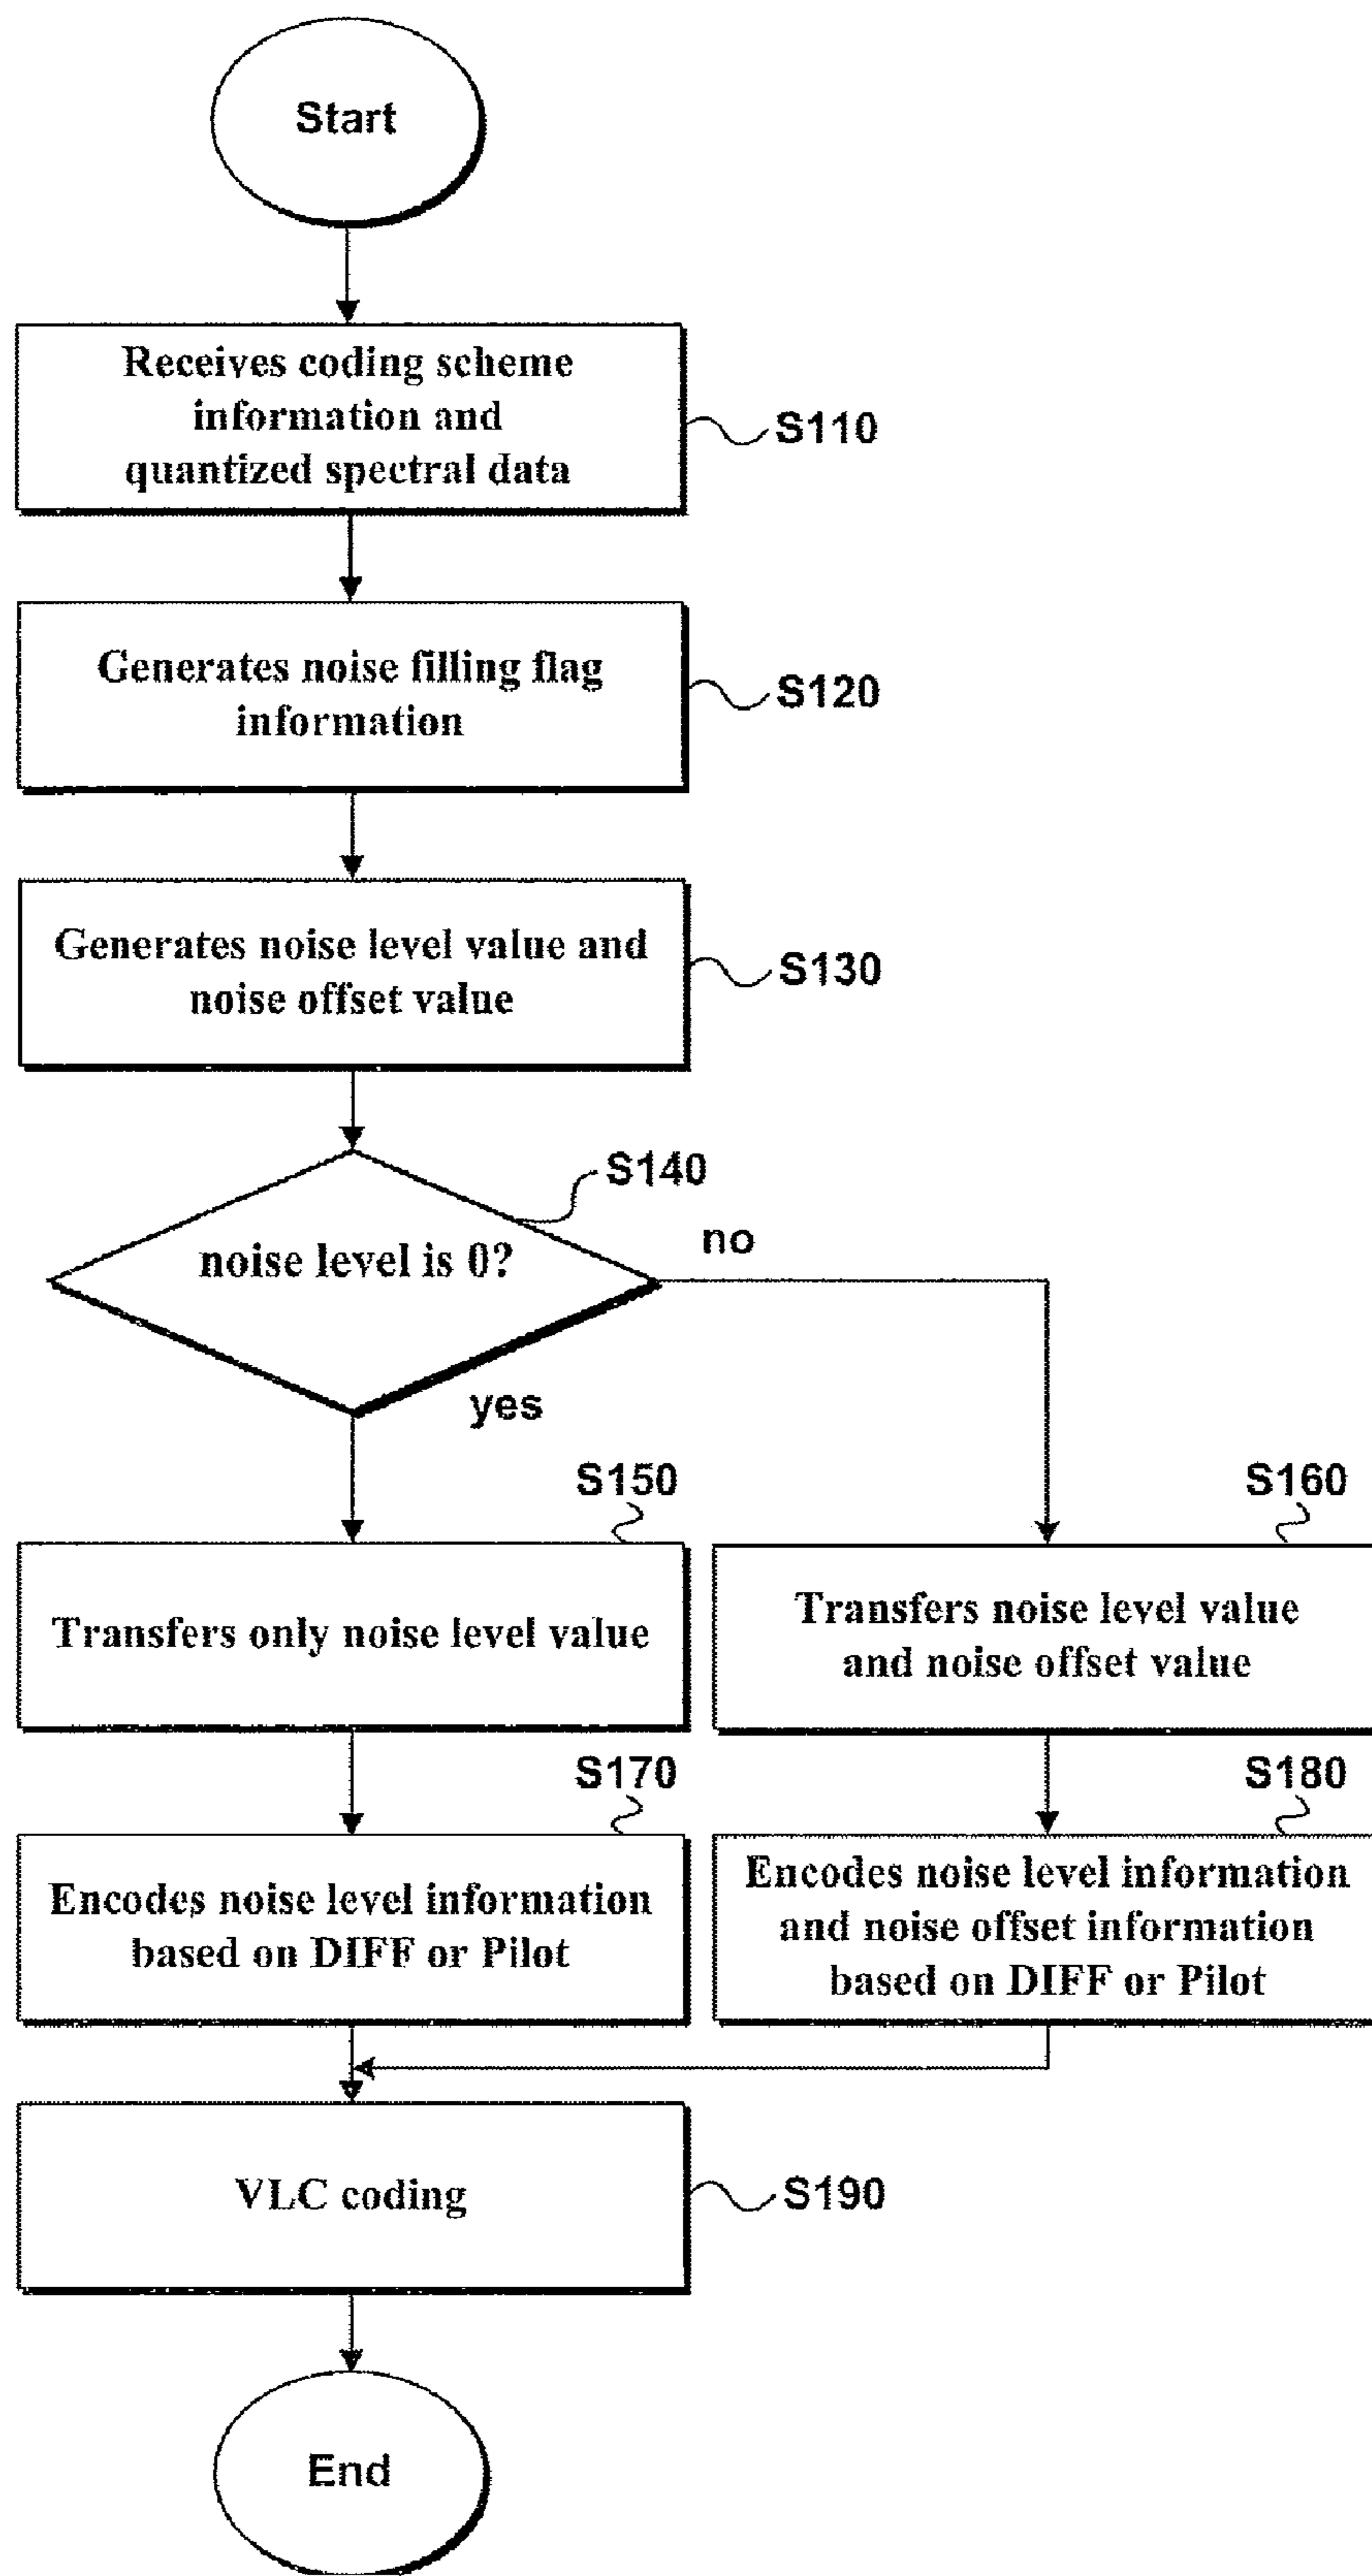 Start
Receives coding scheme
information and
quantized spectral data
S110
Generates noise filling flag
information
S120
Generates noise level value and
noise offset value
S130
S140
noise level is 0?
no
yes
S150
Transfers only noise level value
S160
Transfers noise level value
and noise offset value
S170
Encodes noise level information
based on DIFF or Pilot
S180
Encodes noise level information
and noise offset information
based on DIFF or Pilot
VLC coding
S190
End